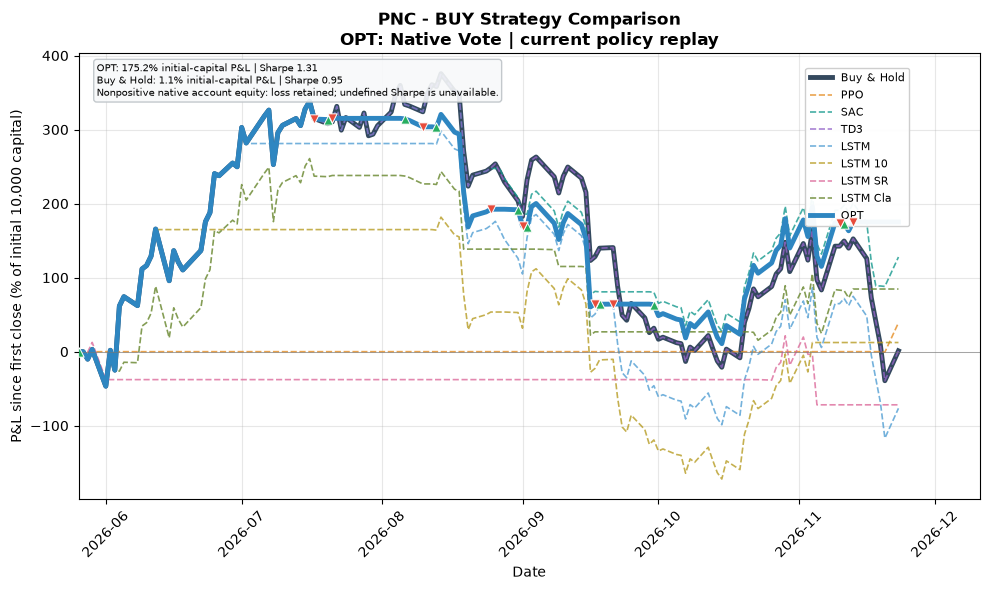 PNC - BUY Strategy Comparison
OPT: Native Vote | current policy replay
OPT: 175.2% initial-capital P&L | Sharpe 1.31
Buy & Hold: 1.1% initial-capital P&L | Sharpe 0.95
Nonpositive native account equity: loss retained; undefined Sharpe is unavailable.
Buy & Hold
PPO
SAC
TD3
LSTM
LSTM 10
LSTM SR
LSTM Cla
OPT
P&L since first close (% of initial 10,000 capital)
400
300
200
100
0
−100
2026-06
2026-07
2026-08
2026-09
2026-10
2026-11
2026-12
Date